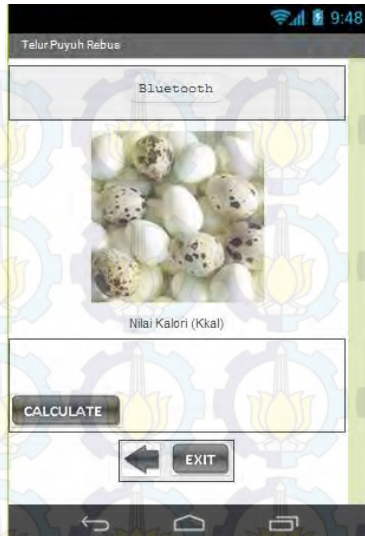 9:48
Telur Puyuh Rebus
Bluetooth
Nilai Kalori (Kkal)
CALCULATE
EXIT